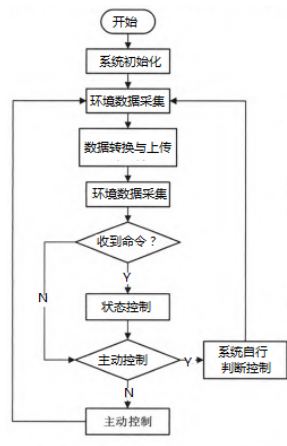 开始
系统初始化
环境数据采集
数据转换与上传
环境数据采集
收到命令？
Y
N
状态控制
主动控制
Y
系统自行
判断控制
N
主动控制